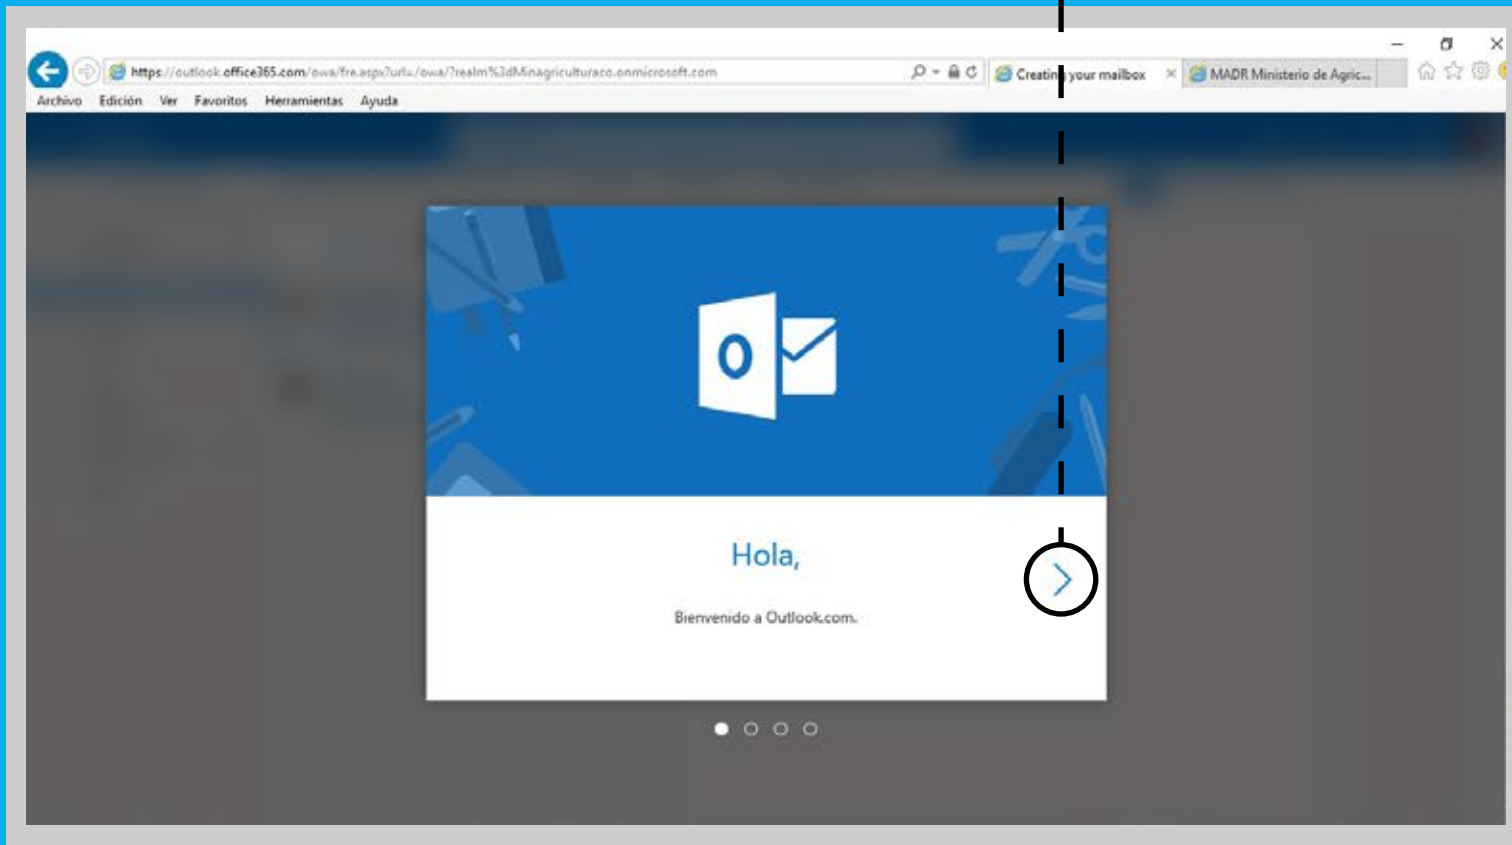 https://outlook.office365.com/owa/fre.aspx?url=/owa/?realm%3dMinagriculturaco.onmicrosoft.com
Creating your mailbox
MADR Ministerio de Agric...
Archivo Edición Ver Favoritos Herramientas Ayuda
O
Hola,
Bienvenido a Outlook.com.